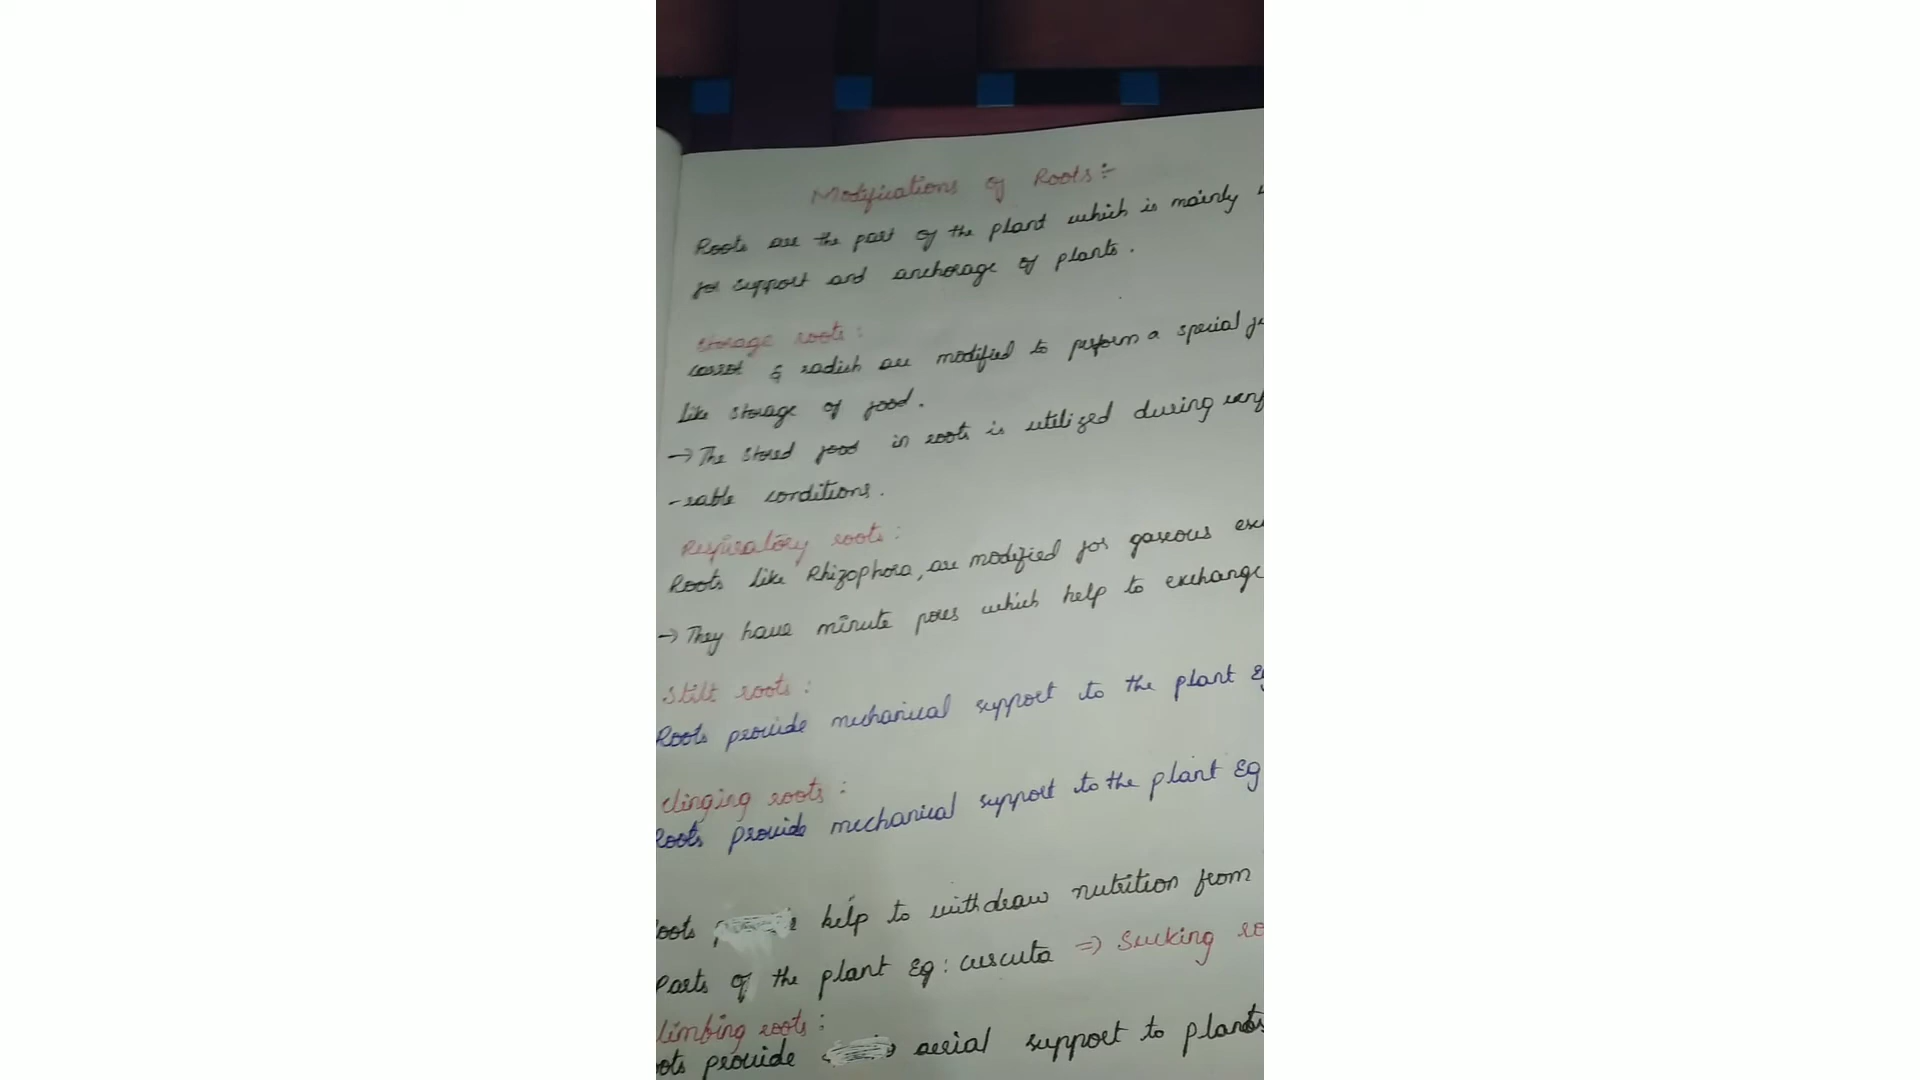 Modifications of Roots:-
Roots are the part of the plant which is mainly
for support and anchorage of plants.
Storage roots:
carrot & radish are modified to perform a special
like storage of food.
→ The stored food in roots is utilized during
-rable conditions.
Respiratory roots:
Roots like Rhizophora, are modified for gaseous
→ They have minute pores which help to exchange
Stilt roots:
Roots provide mechanical support to the plant Eg
clinging roots:
Roots provide mechanical support to the plant Eg
oots help to withdraw nutrition from
Parts of the plant Eg: cuscuta ⇒ Sucking ro
limbing roots:
ots provide aerial support to plants